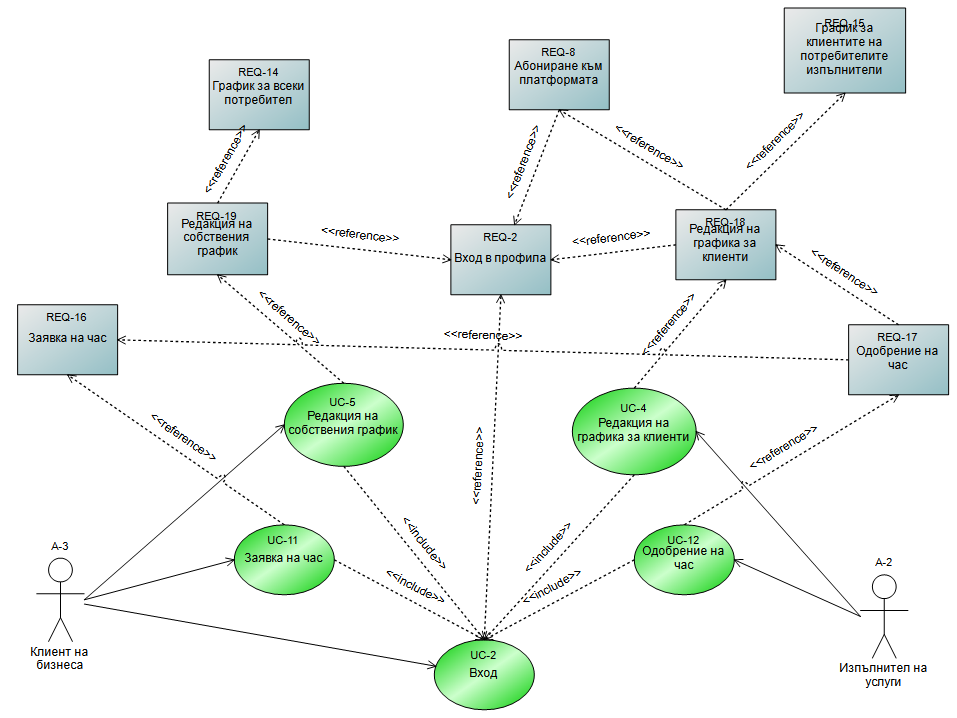 REQ-15
График за
клиентите на
потребителите
изпълнители
REQ-8
Абониране към
платформата
REQ-14
График за всеки
потребител
<<reference>>
<<reference>>
<<reference>>
<<reference>>
REQ-19
Редакция на
собствения
график
REQ-18
Редакция на
графика за
клиенти
REQ-2
Вход в профила
<<reference>>
<<reference>>
<<reference>>
REQ-16
Заявка на час
<<reference>>
<<reference>>
<<reference>>
REQ-17
Одобрение на
час
UC-5
Редакция на
собствения график
UC-4
Редакция на
графика за клиенти
<<reference>>
<<reference>>
<<reference>>
UC-11
Заявка на час
<<include>>
<<include>>
UC-12
Одобрение на
час
A-3
Клиент на
бизнеса
<<include>>
<<include>>
A-2
Изпълнител на
услуги
UC-2
Вход